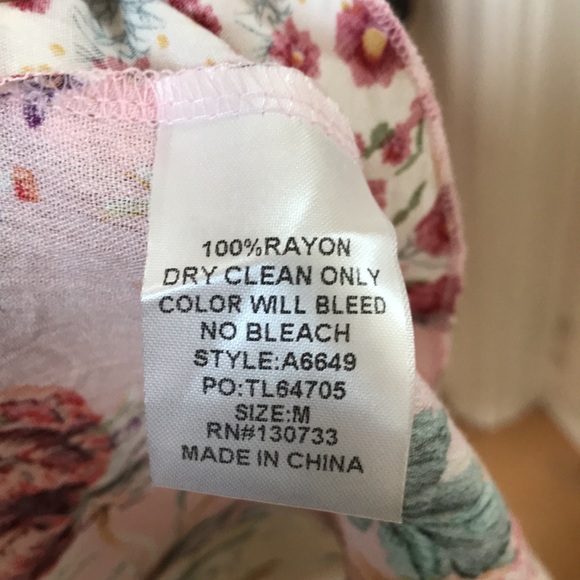 100%RAYON
DRY CLEAN ONLY
COLOR WILL BLEED
NO BLEACH
STYLE:A6649
PO:TL64705
SIZE:M
RN#130733
MADE IN CHINA